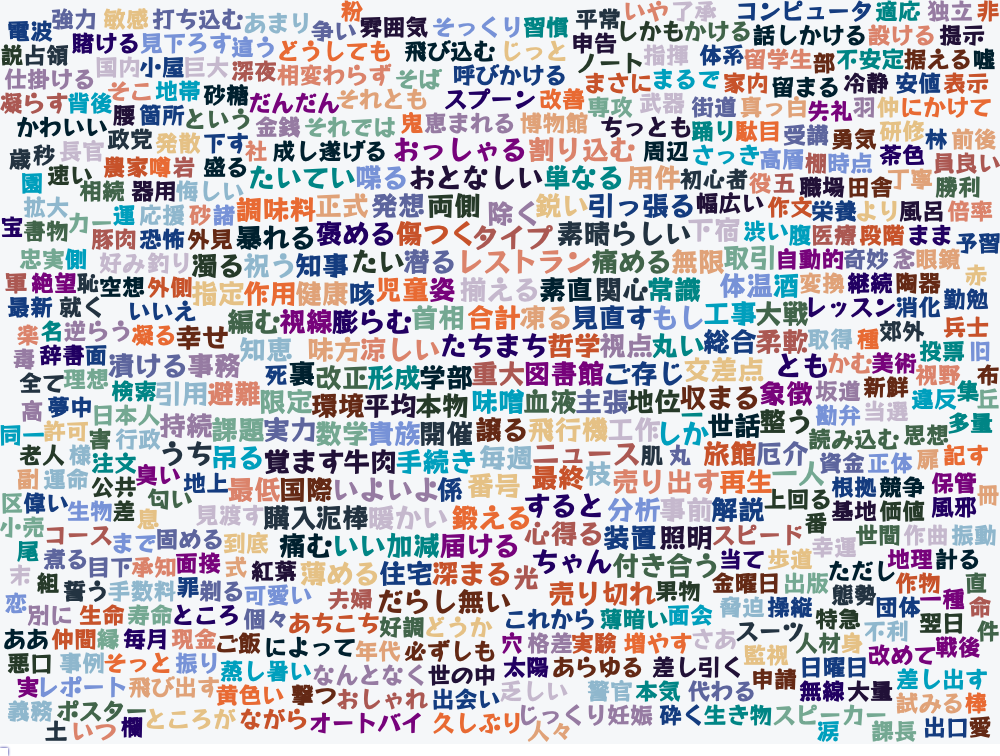 電波 強力 敏感 打ち込む あまり 争い 粉 雰囲気 そっくり 習慣 平常 いや 了承 コンピュータ 適応 独立 非
説 占領 賭ける 見下ろす 違う どうしても 飛び込む じっと 申告 しかもかける 話しかける 設ける 提示
仕掛ける 国内 小屋 巨大 深夜 相変わらず そば 呼びかける ノート 指揮 体系 留学生 部 不安定 据える 嘘
凝らす 背後 そこ 地帯 砂糖 だんだん それとも スプーン 改善 まさに まるで 家内 留まる 冷静 安値 表示
かわいい 腰 箇所 という 金銭 それでは 鬼 恵まれる 博物館 専攻 武器 街道 真っ白 失礼 羽 仲 にかけて
歳 秒 長官 政党 発散 下す 社 成し遂げる おっしゃる 割り込む ちっとも 踊り 駄目 受講 勇気 研修 林 前後
園 速い 農家 噂 岩 盛る たいてい 喋る おとなしい 単なる 用件 周辺 さっき 高層 棚 時点 茶色 員 良い
拡大 相続 器用 悔しい 調味料 正式 発想 両側 除く 鋭い 引っ張る 初心者 役 五 職場 田舎 丁寧 勝利
宝 書物 力 運 応援 砂 諸 暴れる 褒める 傷つく タイプ 素晴らしい 下宿 幅広い 作文 栄養 より 風呂 倍率
忠実 側 豚肉 恐怖 外見 濁る 祝う 知事 たい 潜る レストラン 痛める 無限 取引 渋い 腹 医療 段階 まま 予習
軍 絶望 恥 好み 釣り 空想 外側 指定 作用 健康 咳 児童 姿 揃える 素直 関心 常識 自動的 奇妙 念 眼鏡 赤
最新 就く いいえ 編む 視線 膨らむ 首相 合計 凍る 見直す もし 工事 大戦 体温 酒 変換 継続 陶器 勤勉
楽 名 逆らう 凝る 幸せ 知恵 味方 涼しい たちまち 哲学 視点 丸い 総合 柔軟 レッスン 消化 取得 種 郊外 兵士
毒 辞書 面 漬ける 事務 死 裏 改正 形成 学部 重大 図書館 ご存じ 交差点 とも かむ 美術 投票 旧
全て 理想 検索 引用 避難 限定 環境 平均 本物 味噌 血液 主張 地位 収まる 象徴 坂道 新鮮 視野 布
高 夢中 日本人 持続 課題 実力 数学 貴族 開催 譲る 飛行機 工作 しか 世話 整う 勘弁 当選 違反 集 丘
同一 許可 害 行政 うち 吊る 覚ます 牛肉 手続き 毎週 ニュース 肌 丸 旅館 厄介 読み込む 思想 多量
老人 様 注文 臭い 地上 最低 国際 いよいよ 係 番号 最終 枝 売り出す 再生 一人 資金 正体 扉 記す
副 運命 公共 匂い 見渡す 購入 泥棒 暖かい 鍛える すると 分析 事前 解説 上回る 根拠 競争 保管 冊
区 偉い 生物 差 息 痛む いい加減 届ける 心得る 装置 照明 スピード 番 基地 価値 風邪
小売 コース まで 固める 到底 紅葉 薄める 住宅 深まる 光 ちゃん 付き合う 当て 幸運 世間 作曲 振動
尾 煮る 目下 承知 面接 式 売り切れ 男物 歩道 ただし 地理 計る
末 組 誓う 手数料 罪 剃る 可愛い 夫婦 だらし無い 金曜日 出版 態勢 作物 直
恋 別に 生命 寿命 ところ 個々 あちこち 好調 どうか これから 薄暗い 面会 脅迫 操縦 団体 一種 命
ああ 仲間 縁 毎月 現金 ご飯 によって 年代 必ずしも 穴 格差 実験 増やす さあ スーツ 特急 人材 身 不利 翌日 件
悪口 事例 そっと 振り 蒸し暑い なんとなく 世の中 太陽 あらゆる 差し引く 監視 日曜日 改めて 戦後
実 レポート 飛び出す 黄色い 撃つ おしゃれ 出会い 乏しい 警官 本気 代わる 申請 無線 大量 差し出す
義務 ポスター ところが ながら オートバイ 久しぶり じっくり 妊娠 砕く 生き物 スピーカー 試みる 棒
土 いつ 欄 人々 涙 課長 出口 愛